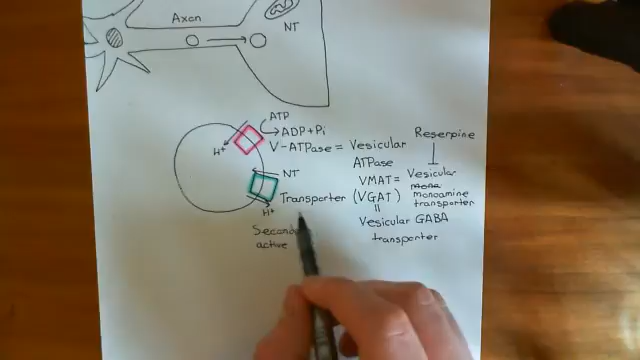 Axon
NT
ATP
ADP+Pi
H+
V-ATPase = Vesicular
ATPase
Reserpine
NT
VMAT = Vesicular
mono
monoamine
transporter
Transporter (VGAT)
=
H+
Vesicular GABA
transporter
active